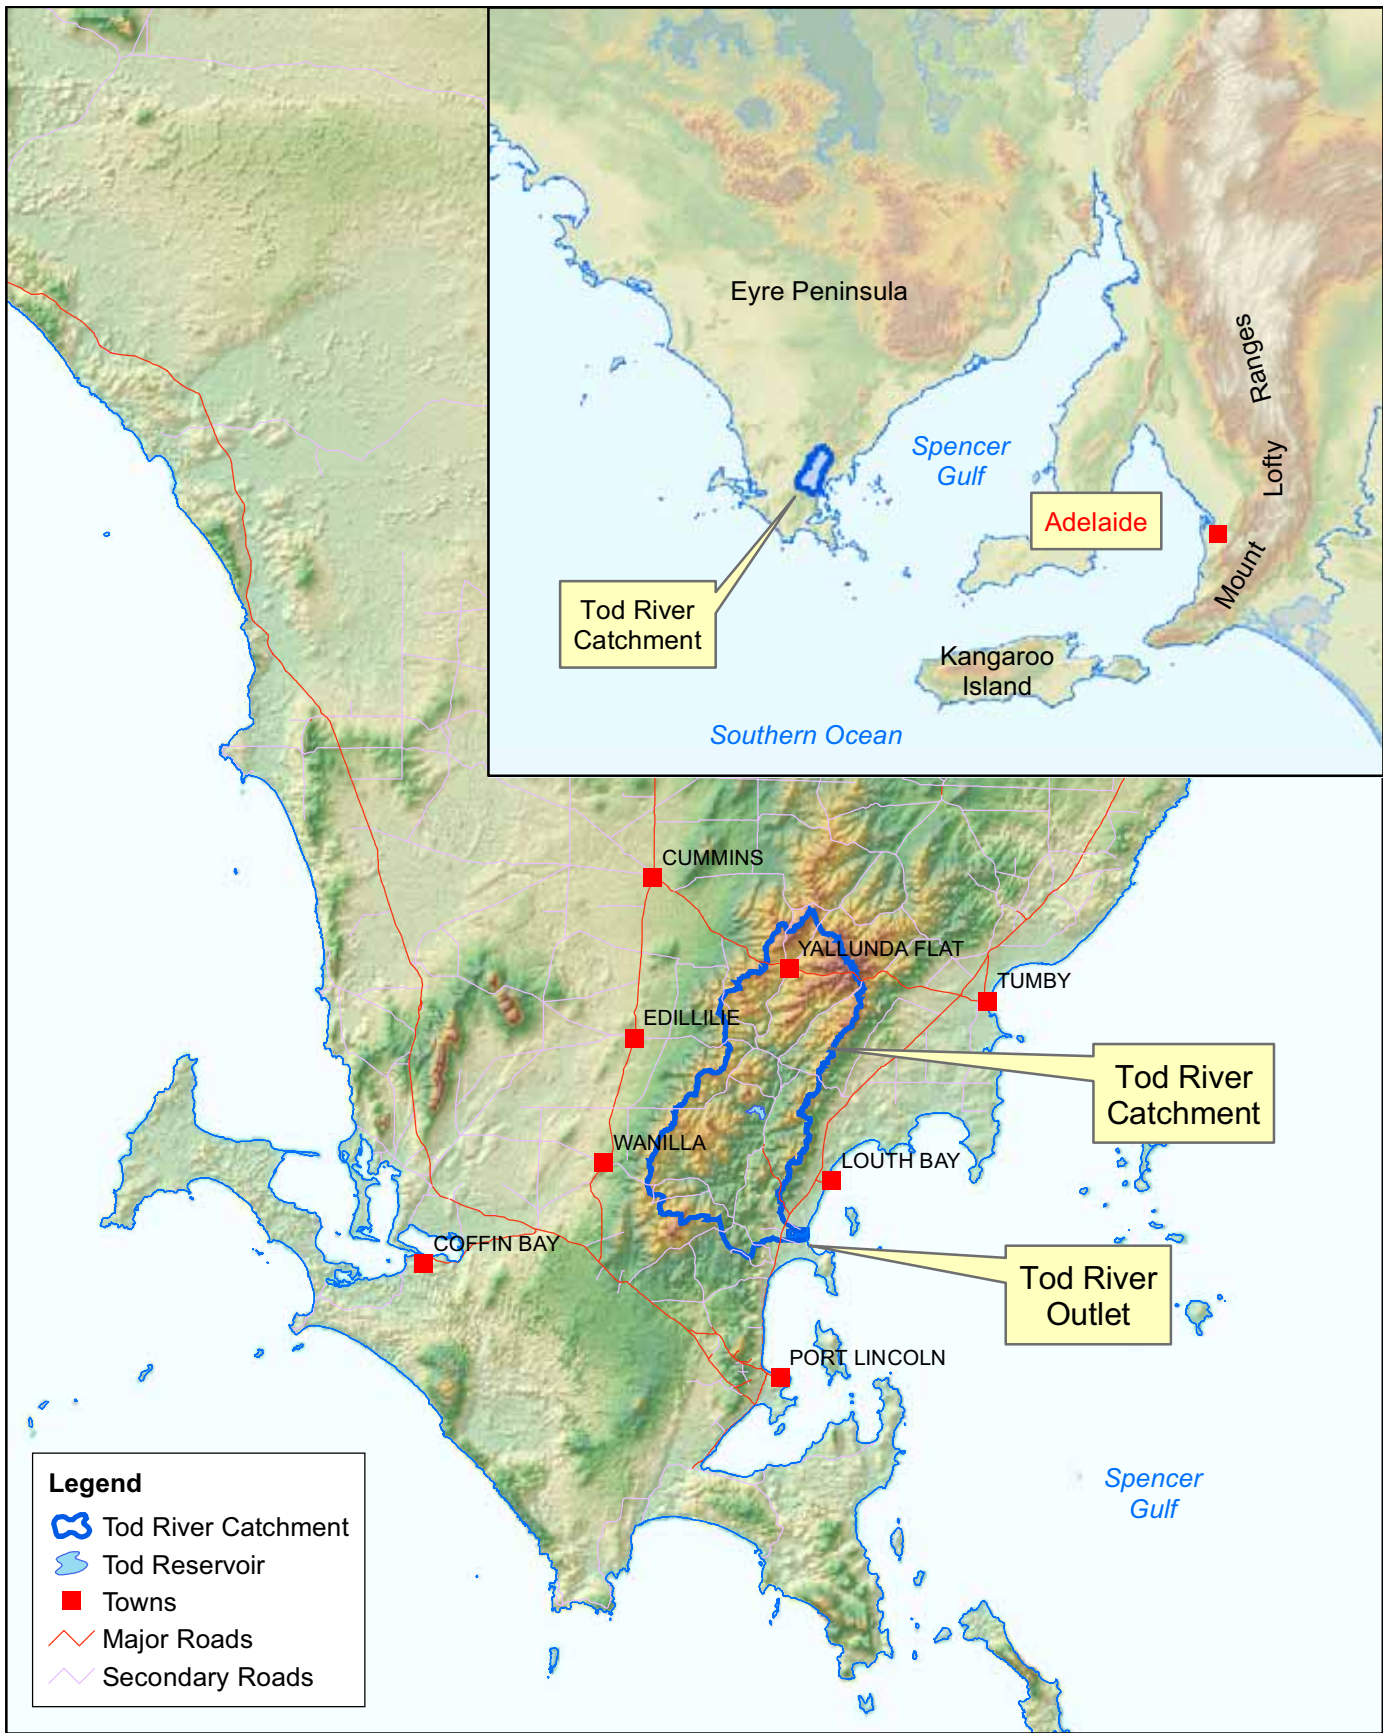 Eyre Peninsula
Ranges
Spencer
Gulf
Lofty
Adelaide
Mount
Tod River
Catchment
Kangaroo
Island
Southern Ocean
CUMMINS
YALLUNDA FLAT
TUMBY
EDILLILIE
Tod River
Catchment
WANILLA
LOUTH BAY
COFFIN BAY
Tod River
Outlet
PORT LINCOLN
Spencer
Gulf
Legend
Tod River Catchment
Tod Reservoir
Towns
Major Roads
Secondary Roads